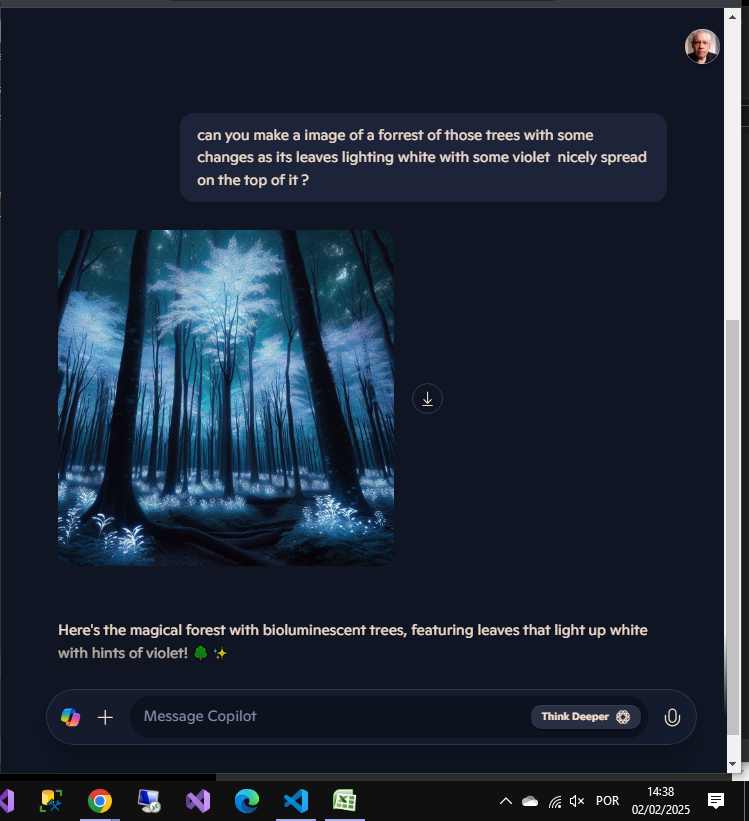 can you make a image of a forrest of those trees with some
changes as its leaves lighting white with some violet  nicely spread
on the top of it ?
Here's the magical forest with bioluminescent trees, featuring leaves that light up white
with hints of violet! 🌳 ✨
Message Copilot
Think Deeper
POR
14:38
02/02/2025